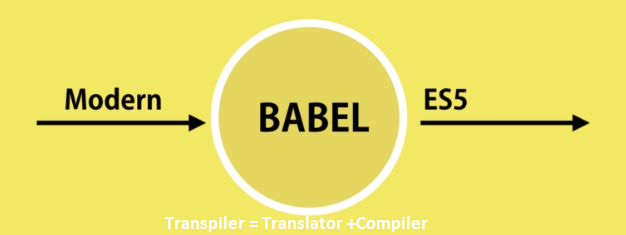 Modern
BABEL
ES5
Transpiler = Translator +Compiler